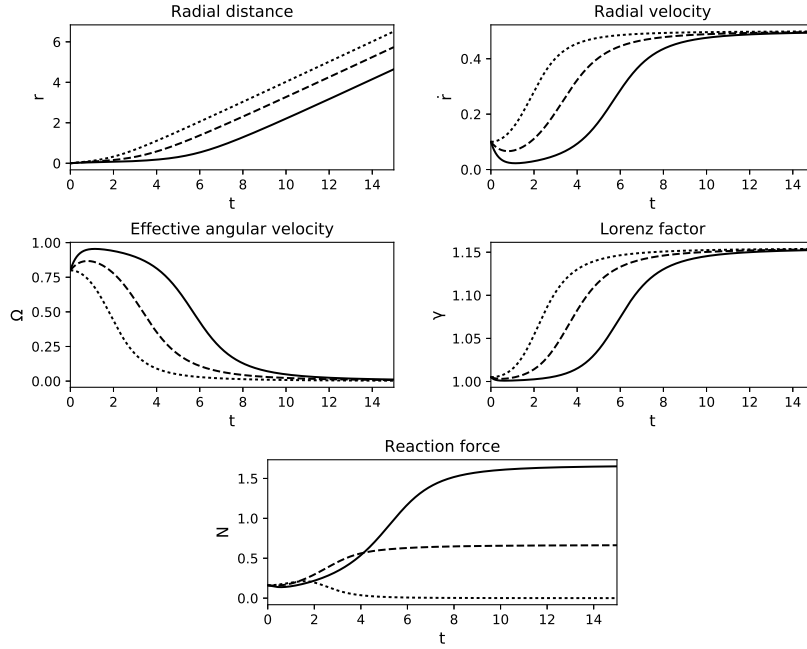 Radial distance
6
4
2
0
r
0 2 4 6 8 10 12 14
t
Radial velocity
0.4
0.2
0.0
ṙ
0 2 4 6 8 10 12 14
t
Effective angular velocity
1.00
0.75
0.50
0.25
0.00
Ω
0 2 4 6 8 10 12 14
t
Lorenz factor
1.15
1.10
1.05
1.00
γ
0 2 4 6 8 10 12 14
t
Reaction force
1.5
1.0
0.5
0.0
N
0 2 4 6 8 10 12 14
t